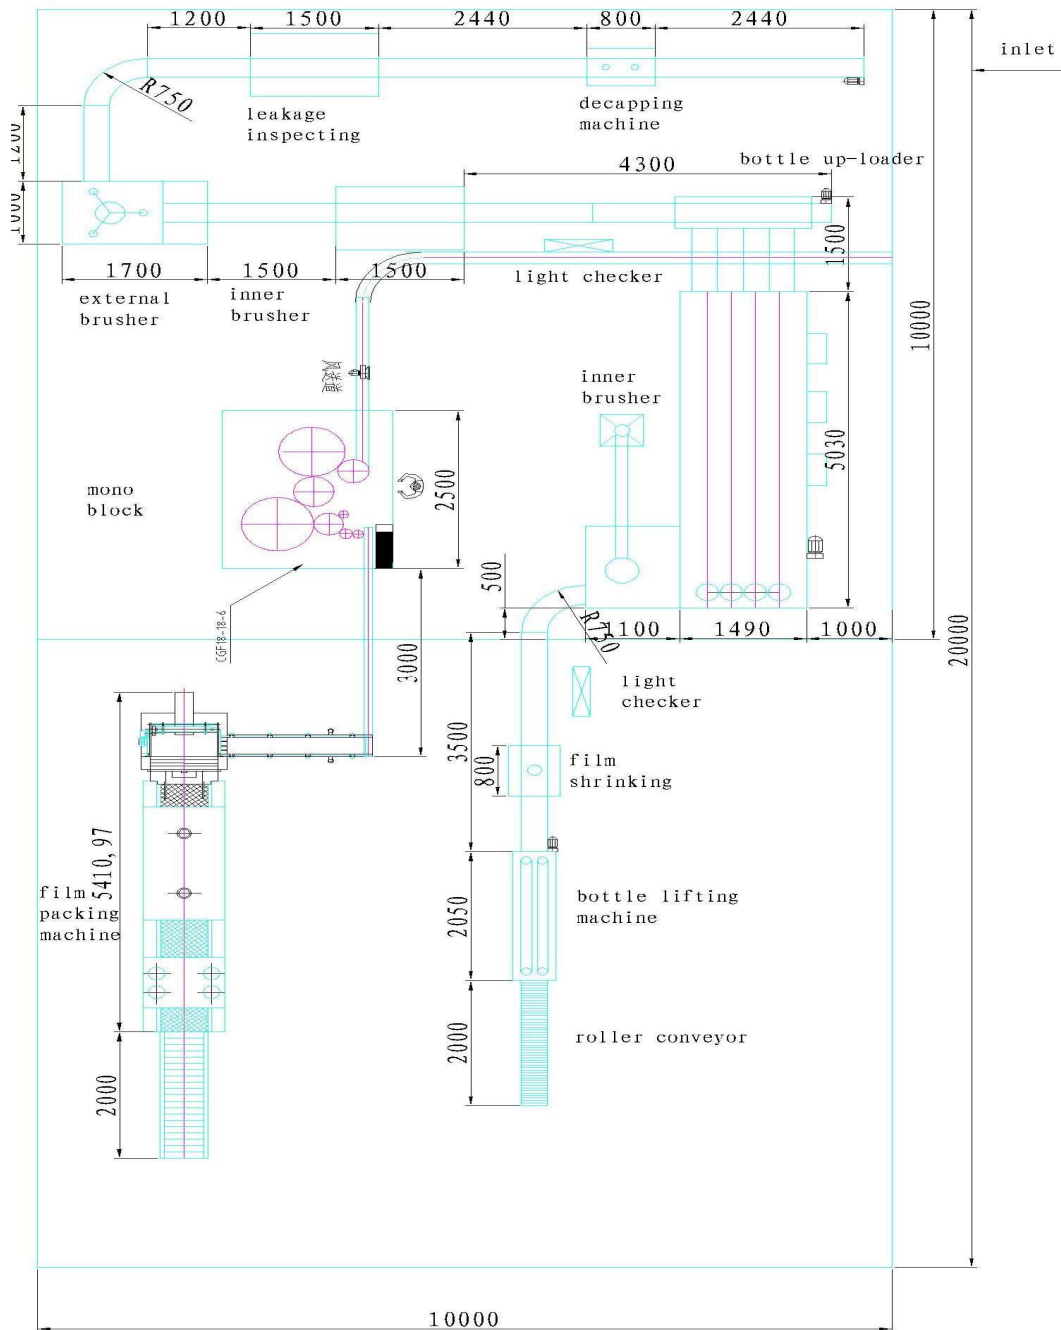 1200
1500
2440
800
2440
inlet
R750
leakage
inspecting
decapping
machine
1200
bottle up-loader
4300
1000
1500
1700
1500
1500
light checker
external
brusher
inner
brusher
10000
风送道
inner
brusher
5030
2500
mono
block
500
CGF18-18-6
R750
1100
1490
1000
20000
3000
light
checker
3500
800
film
shrinking
5410,97
film
packing
machine
2050
bottle lifting
machine
2000
roller conveyor
2000
10000